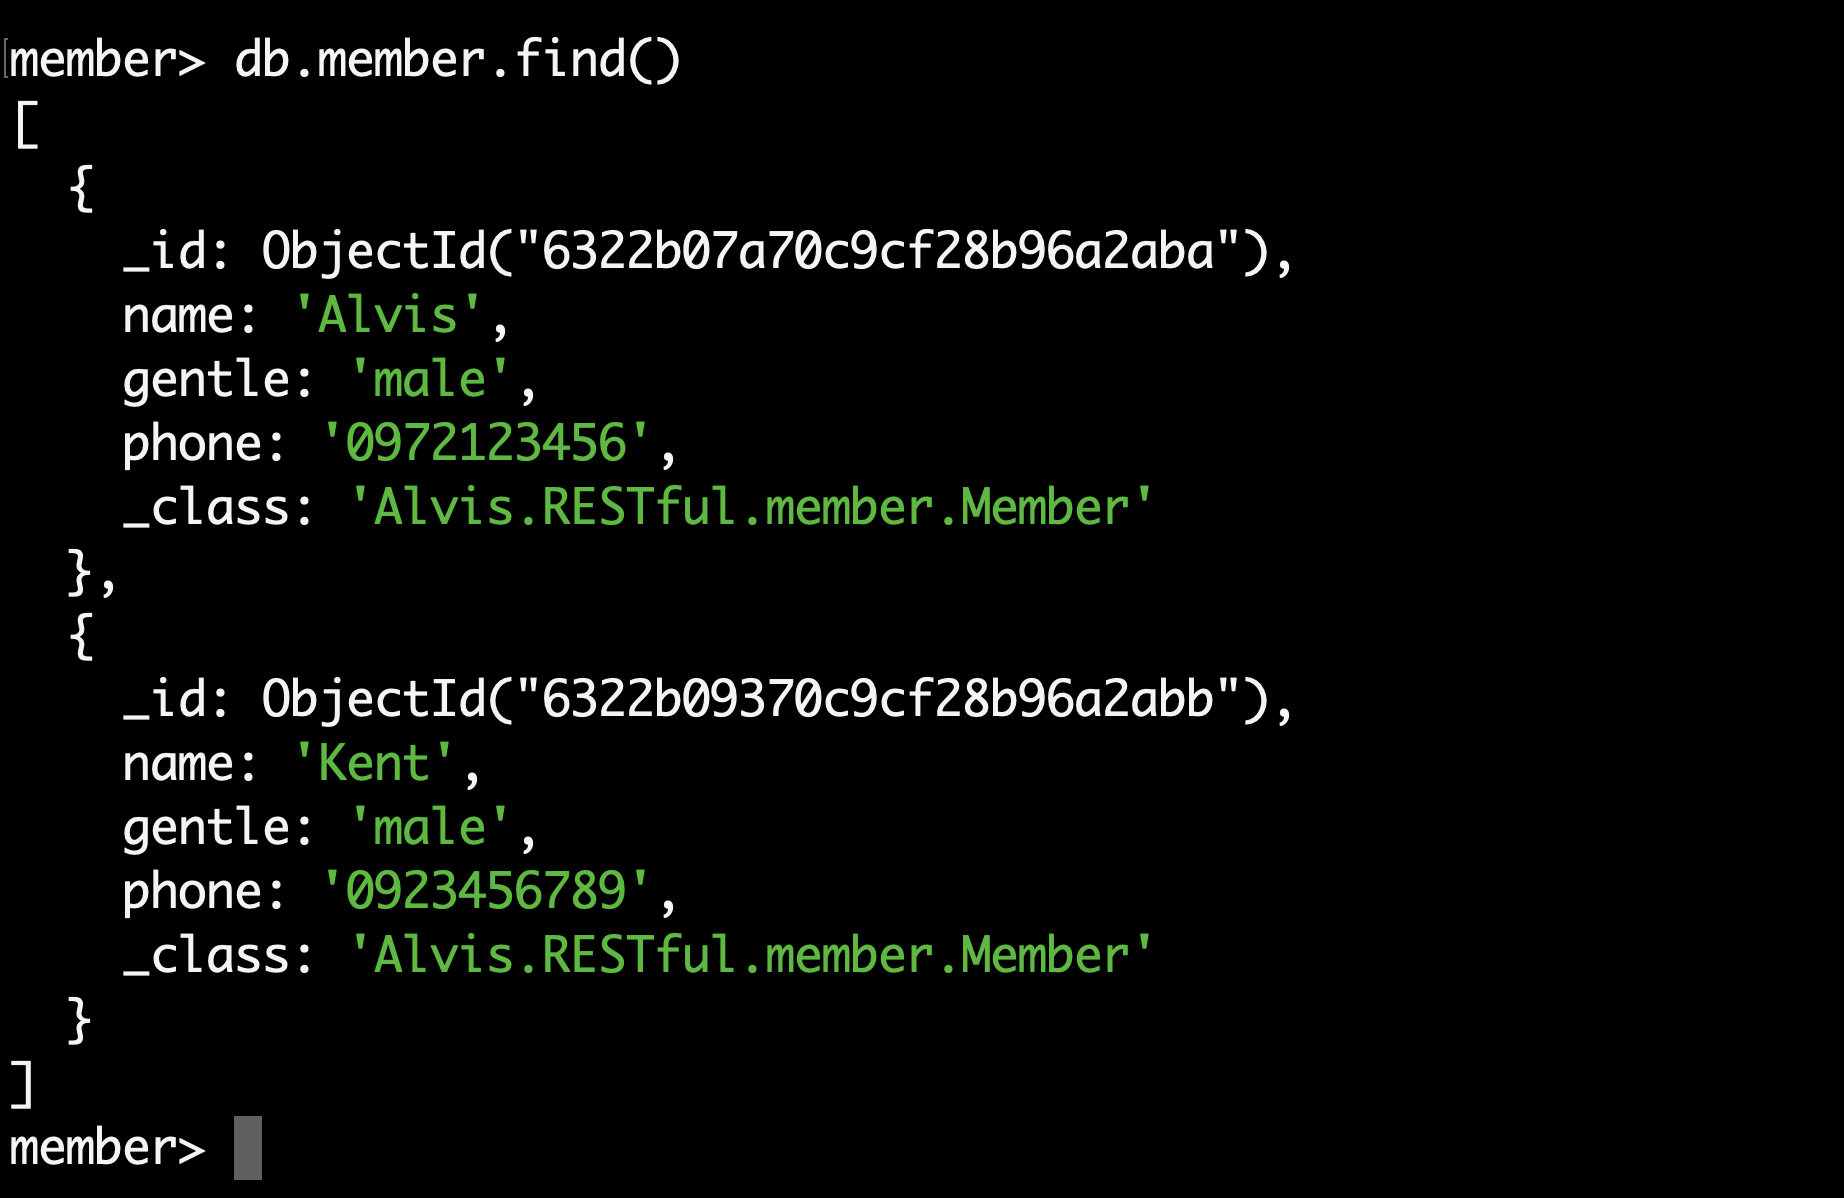 member> db.member.find()
[
  {
    _id: ObjectId("6322b07a70c9cf28b96a2aba"),
    name: 'Alvis',
    gentle: 'male',
    phone: '0972123456',
    _class: 'Alvis.RESTful.member.Member'
  },
  {
    _id: ObjectId("6322b09370c9cf28b96a2abb"),
    name: 'Kent',
    gentle: 'male',
    phone: '0923456789',
    _class: 'Alvis.RESTful.member.Member'
  }
]
member>